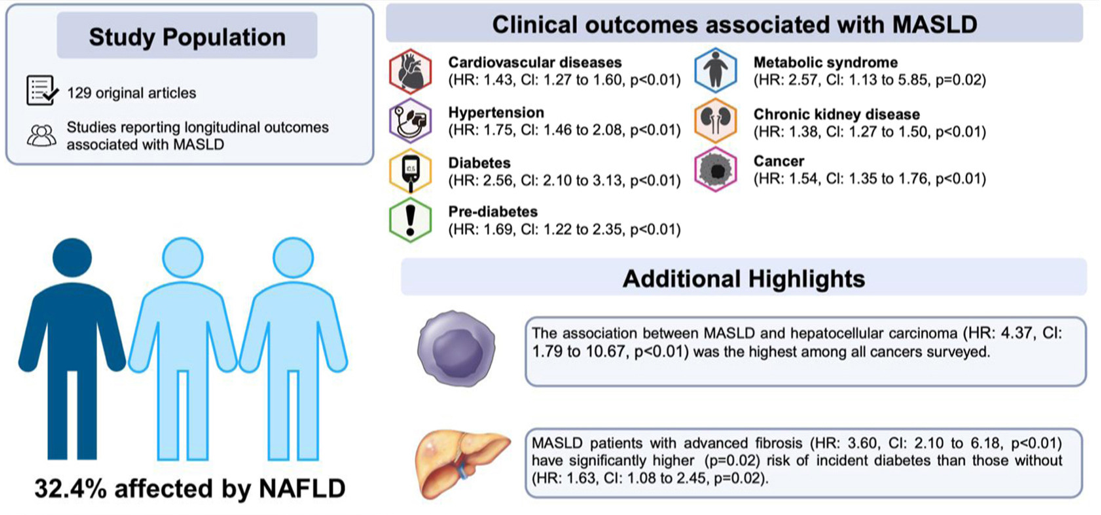 Study Population
129 original articles
Studies reporting longitudinal outcomes
associated with MASLD
32.4% affected by NAFLD
Clinical outcomes associated with MASLD
Cardiovascular diseases
(HR: 1.43, CI: 1.27 to 1.60, p<0.01)
Hypertension
(HR: 1.75, CI: 1.46 to 2.08, p<0.01)
Diabetes
(HR: 2.56, CI: 2.10 to 3.13, p<0.01)
Pre-diabetes
(HR: 1.69, CI: 1.22 to 2.35, p<0.01)
Metabolic syndrome
(HR: 2.57, CI: 1.13 to 5.85, p=0.02)
Chronic kidney disease
(HR: 1.38, CI: 1.27 to 1.50, p<0.01)
Cancer
(HR: 1.54, CI: 1.35 to 1.76, p<0.01)
Additional Highlights
The association between MASLD and hepatocellular carcinoma (HR: 4.37, CI:
1.79 to 10.67, p<0.01) was the highest among all cancers surveyed.
MASLD patients with advanced fibrosis (HR: 3.60, CI: 2.10 to 6.18, p<0.01)
have significantly higher (p=0.02) risk of incident diabetes than those without
(HR: 1.63, CI: 1.08 to 2.45, p=0.02).